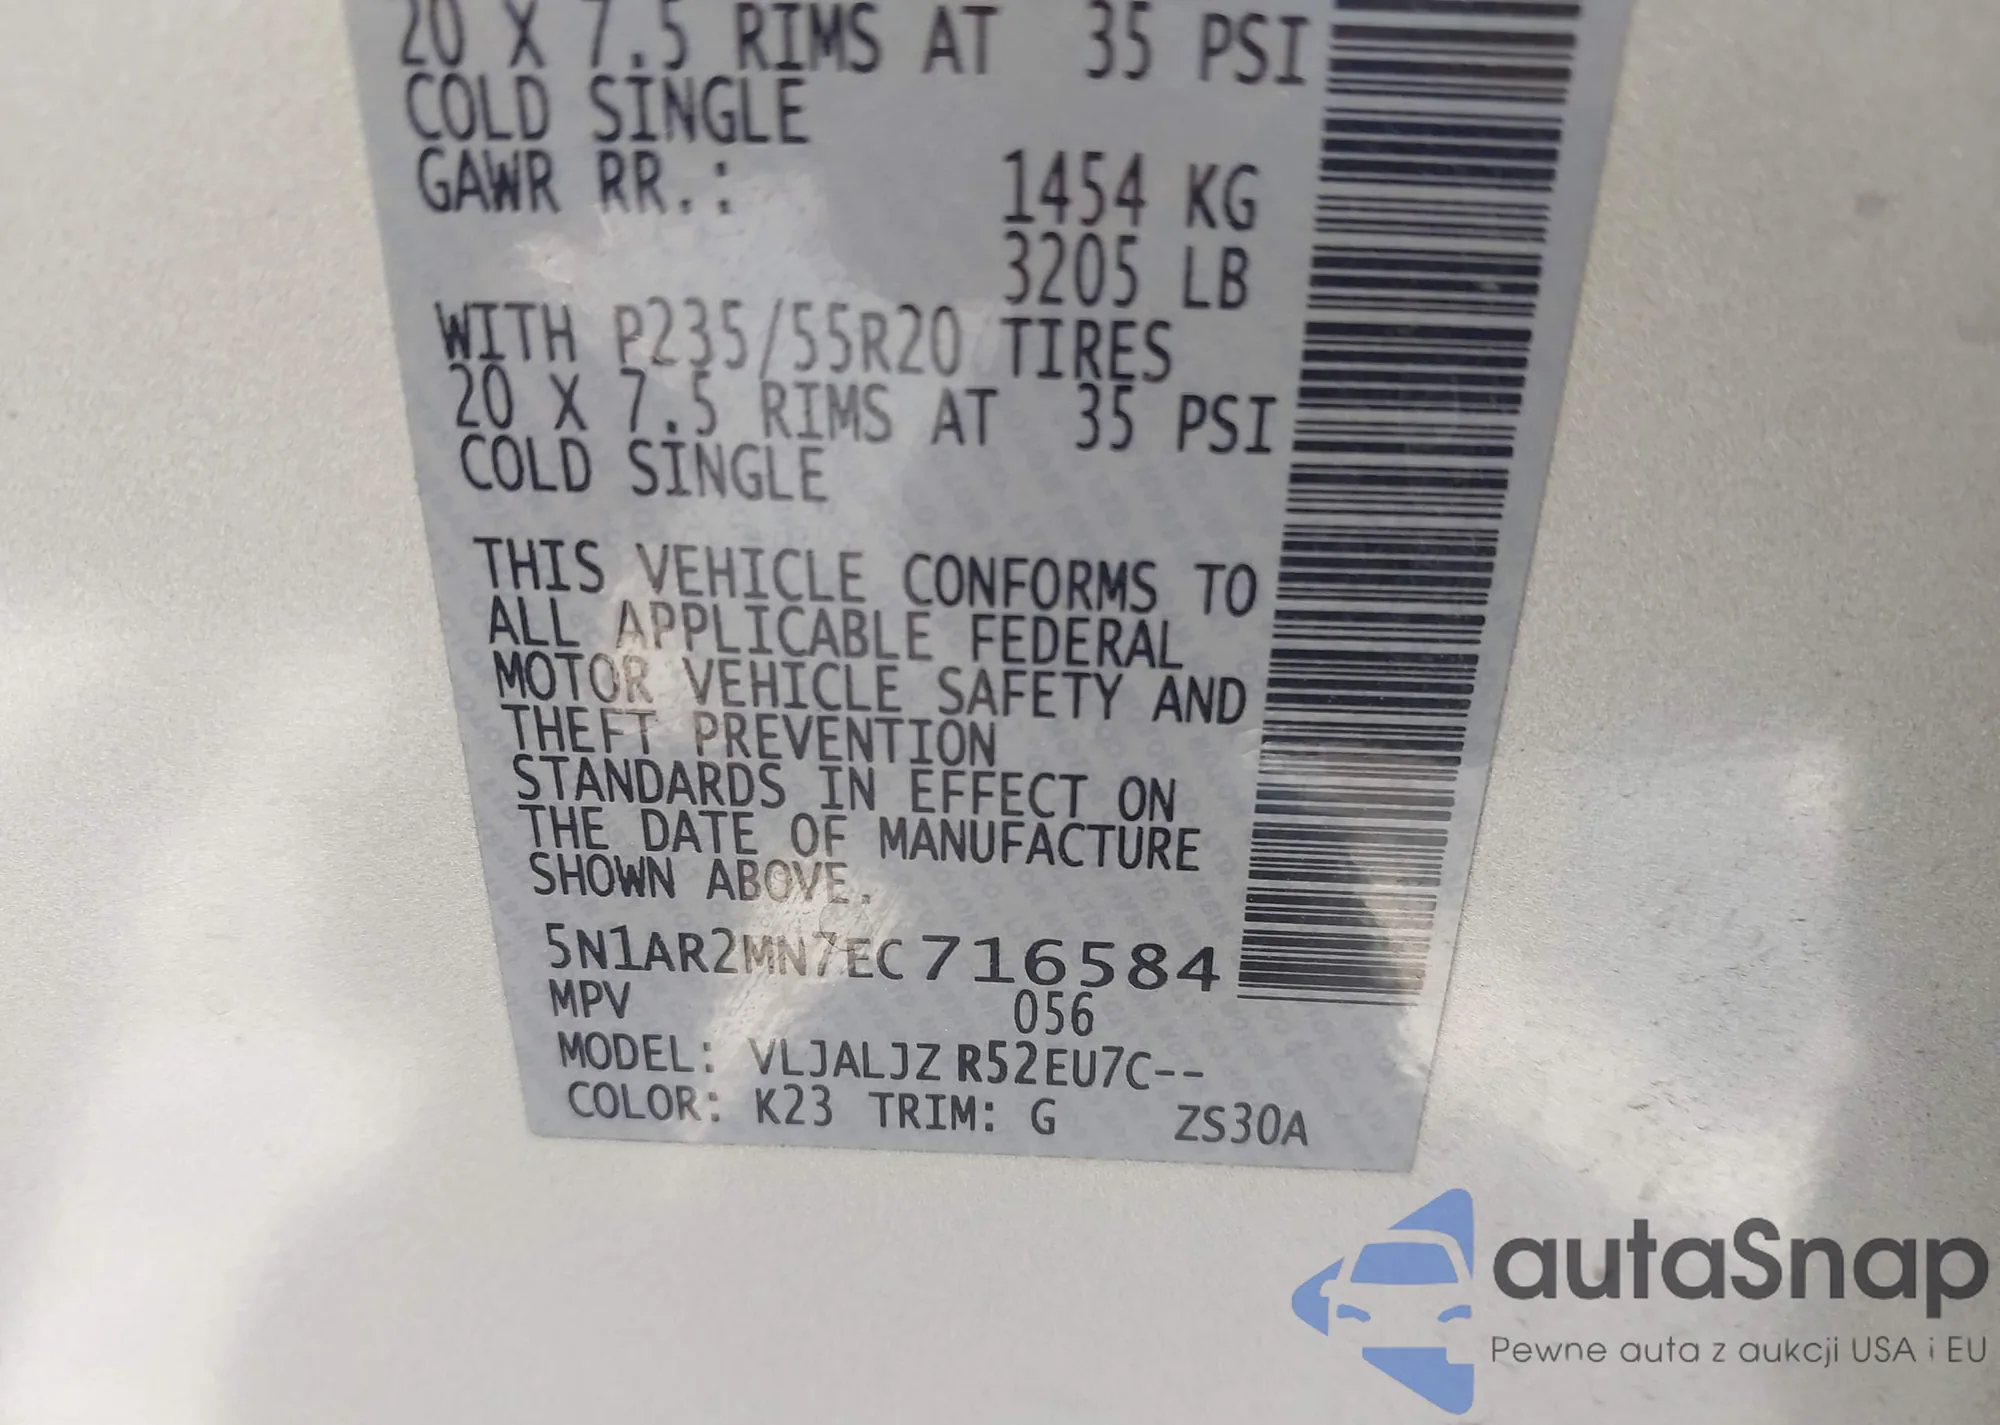 20 X 7.5 RIMS AT 35 PSI
COLD SINGLE
GAWR RR.: 1454 KG
3205 LB
WITH P235/55R20 TIRES
20 X 7.5 RIMS AT 35 PSI
COLD SINGLE
THIS VEHICLE CONFORMS TO
ALL APPLICABLE FEDERAL
MOTOR VEHICLE SAFETY AND
THEFT PREVENTION
STANDARDS IN EFFECT ON
THE DATE OF MANUFACTURE
SHOWN ABOVE.
5N1AR2MN7EC716584
MPV 056
MODEL: VLJALJZ R52EU7C--
COLOR: K23 TRIM: G ZS30A
autaSnap
Pewne auta z aukcji USA i EU